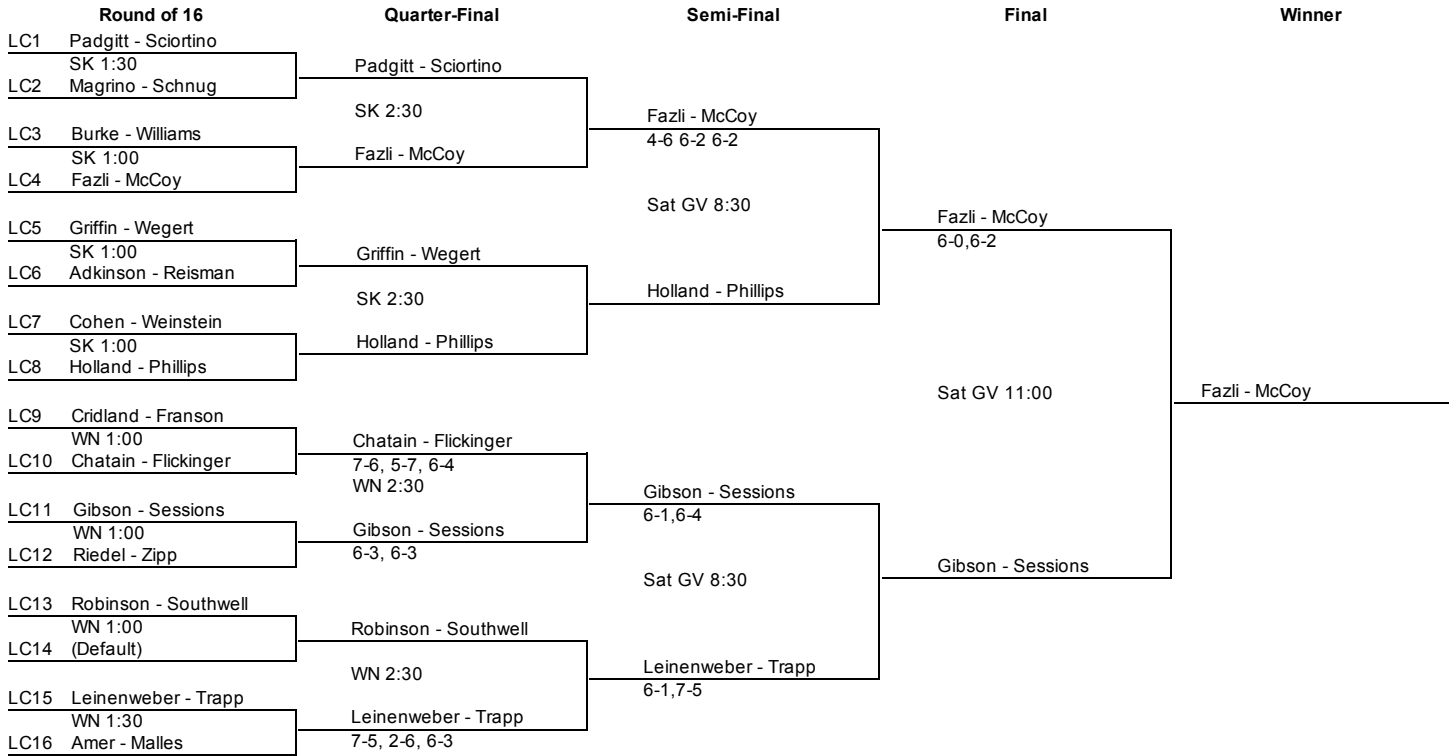 Round of 16 Quarter-Final Semi-Final Final Winner
LC1 Padgitt - Sciortino
SK 1:30
LC2 Magrino - Schnug
LC3 Burke - Williams
SK 1:00
LC4 Fazli - McCoy
LC5 Griffin - Wegert
SK 1:00
LC6 Adkinson - Reisman
LC7 Cohen - Weinstein
SK 1:00
LC8 Holland - Phillips
LC9 Cridland - Franson
WN 1:00
LC10 Chatain - Flickinger
LC11 Gibson - Sessions
WN 1:00
LC12 Riedel - Zipp
LC13 Robinson - Southwell
WN 1:00
LC14 (Default)
LC15 Leinenweber - Trapp
WN 1:30
LC16 Amer - Malles
Padgitt - Sciortino
SK 2:30
Fazli - McCoy
Griffin - Wegert
SK 2:30
Holland - Phillips
Chatain - Flickinger
7-6, 5-7, 6-4
WN 2:30
Gibson - Sessions
6-3, 6-3
Robinson - Southwell
WN 2:30
Leinenweber - Trapp
7-5, 2-6, 6-3
Fazli - McCoy
4-6 6-2 6-2
Sat GV 8:30
Holland - Phillips
Gibson - Sessions
6-1,6-4
Sat GV 8:30
Leinenweber - Trapp
6-1,7-5
Fazli - McCoy
6-0,6-2
Sat GV 11:00
Gibson - Sessions
Fazli - McCoy